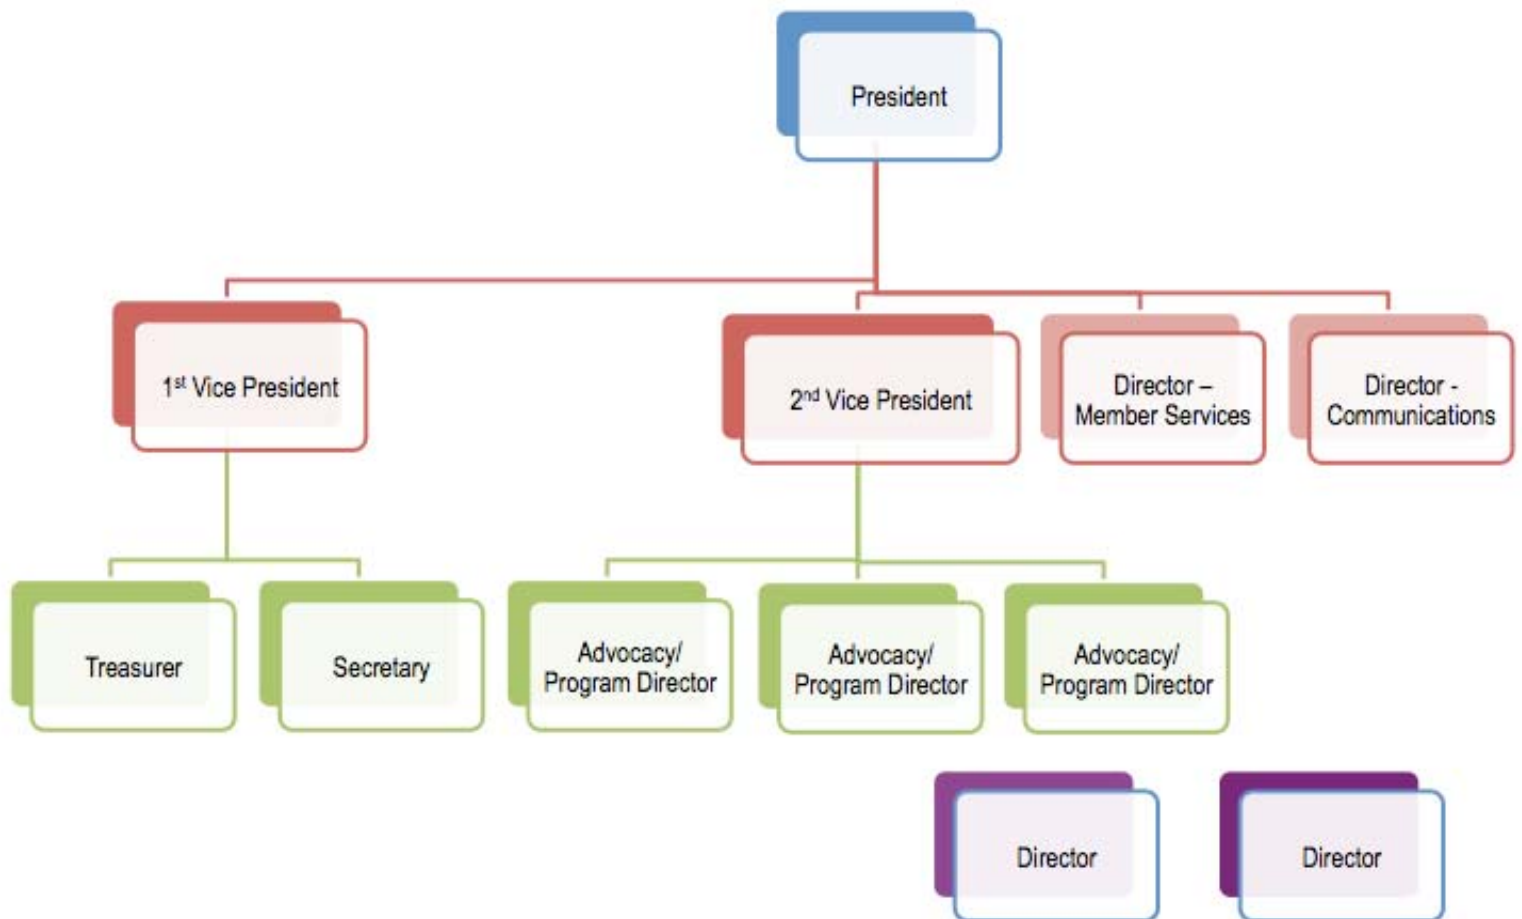 President
1st Vice President
2nd Vice President
Director –
Member Services
Director -
Communications
Treasurer
Secretary
Advocacy/
Program Director
Advocacy/
Program Director
Advocacy/
Program Director
Director
Director